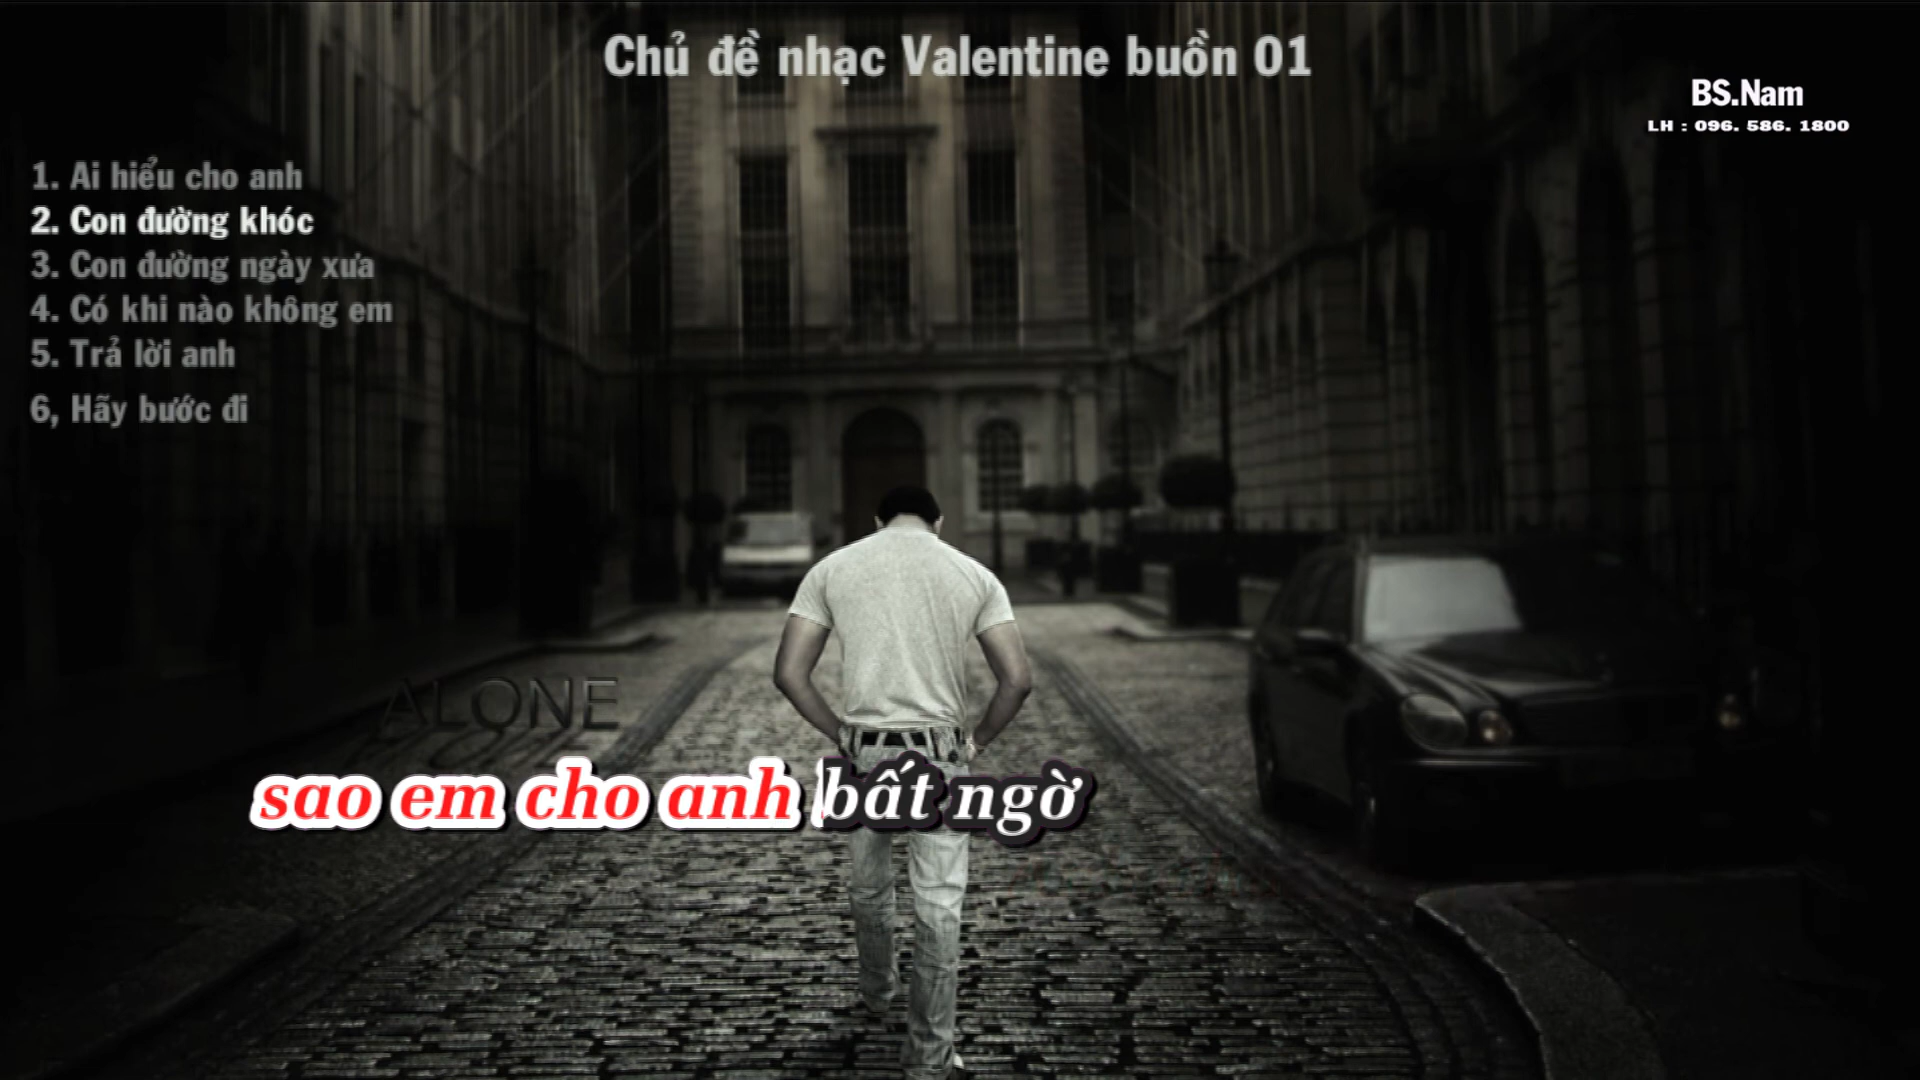 Chủ đề nhạc Valentine buồn 01
BS.Nam
LH : 096. 586. 1800
1. Ai hiểu cho anh
2. Con đường khóc
3. Con đường ngày xưa
4. Có khi nào không em
5. Trả lời anh
6, Hãy bước đi
ALONE
sao em cho anh bất ngờ